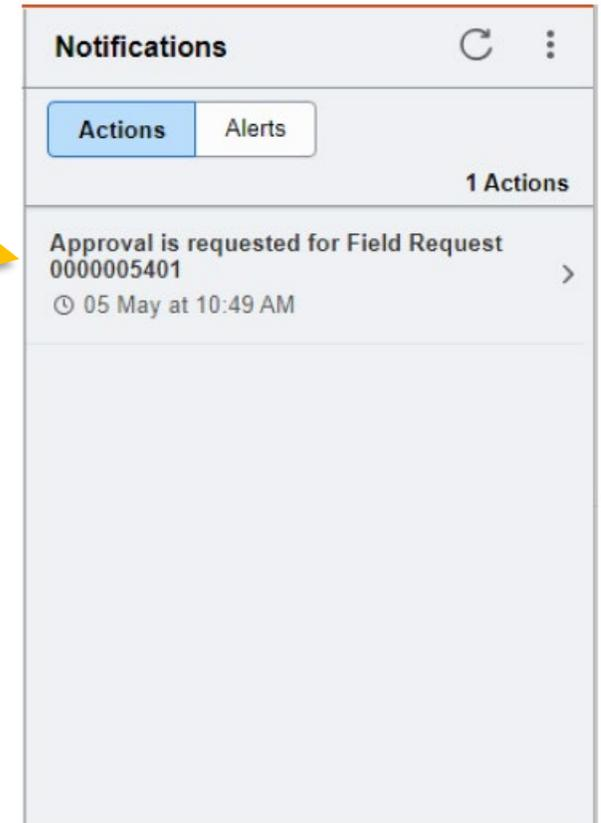 Notifications
Actions
Alerts
1 Actions
Approval is requested for Field Request
0000005401
05 May at 10:49 AM